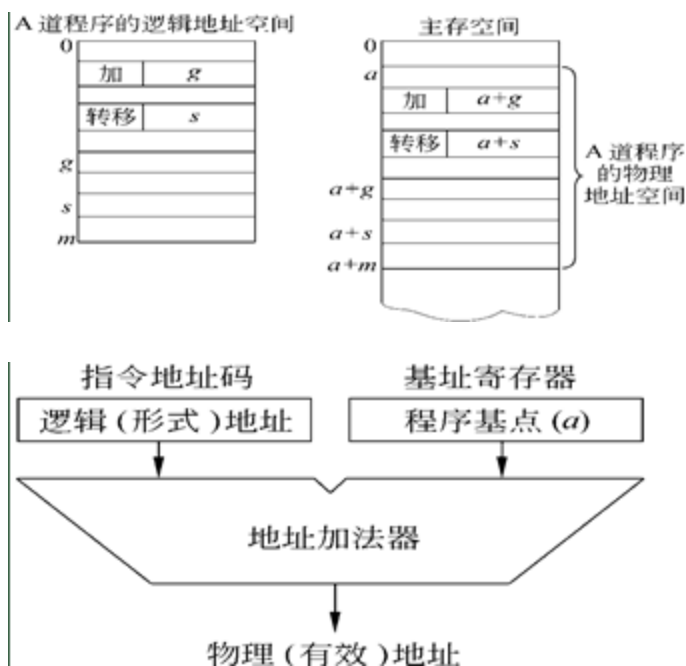 A 道程序的逻辑地址空间
0
加 g
转移 s
g
s
m
主存空间
0
a
加 a+g
转移 a+s
a+g
a+s
a+m
A 道程序
的物理
地址空间
指令地址码
逻辑(形式)地址
基址寄存器
程序基点(a)
地址加法器
物理(有效)地址